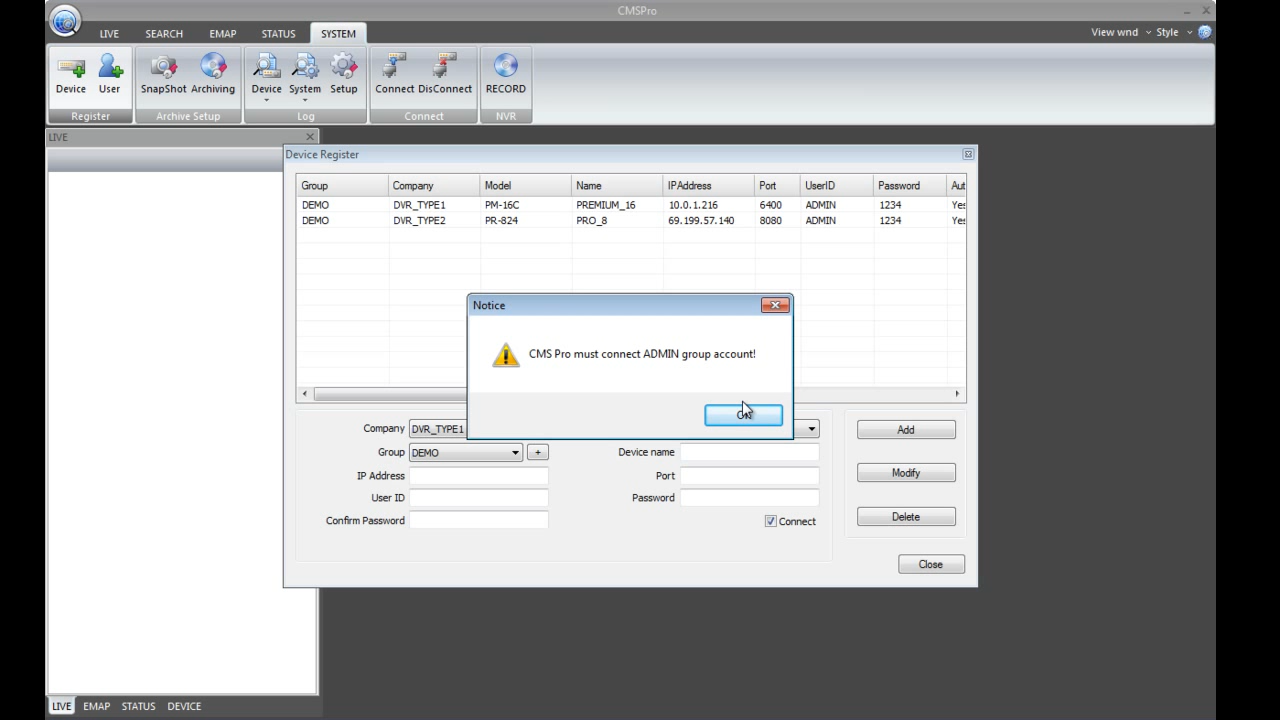 CMSPro
LIVE SEARCH EMAP STATUS SYSTEM View wnd Style
Device User SnapShot Archiving Device System Setup Connect DisConnect RECORD
Register Archive Setup Log Connect NVR
LIVE
Device Register
Group Company Model Name IPAddress Port UserID Password Aut
DEMO DVR_TYPE1 PM-16C PREMIUM_16 10.0.1.216 6400 ADMIN 1234 Yes
DEMO DVR_TYPE2 PR-824 PRO_8 69.199.57.140 8080 ADMIN 1234 Yes
Notice
CMS Pro must connect ADMIN group account!
OK
Company DVR_TYPE1 Add
Group DEMO + Device name
IP Address Port Modify
User ID Password
Confirm Password Connect Delete
Close
LIVE EMAP STATUS DEVICE